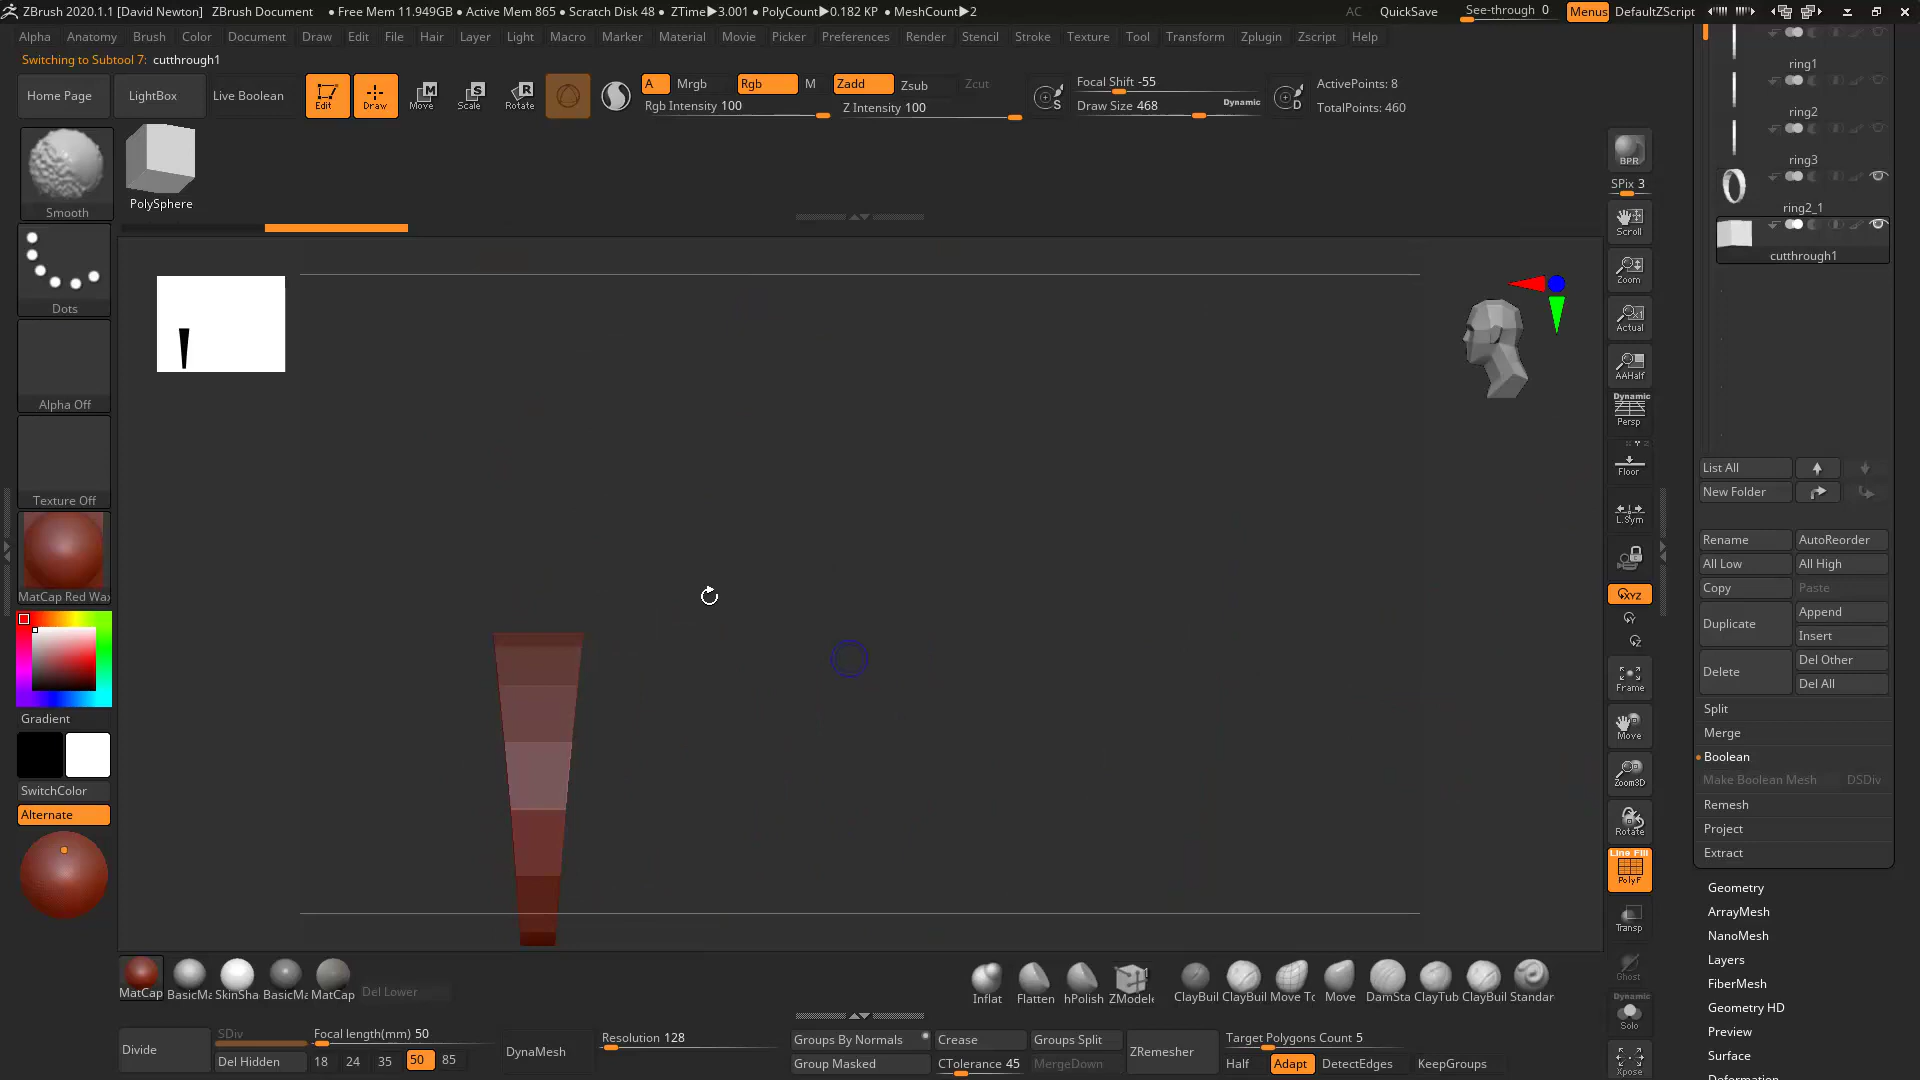 ZBrush 2020.1.1 [David Newton] ZBrush Document • Free Mem 11.949GB • Active Mem 865 • Scratch Disk 48 • ZTime▶3.001 • PolyCount▶0.182 KP • MeshCount▶2 AC QuickSave See-through 0 Menus DefaultZScript
Alpha Anatomy Brush Color Document Draw Edit File Hair Layer Light Macro Marker Material Movie Picker Preferences Render Stencil Stroke Texture Tool Transform Zplugin Zscript Help
Switching to Subtool 7: cutthrough1
Home Page LightBox Live Boolean Edit Draw Move Scale Rotate
A Mrgb Rgb M Zadd Zsub Zcut
Rgb Intensity 100 Z Intensity 100
Focal Shift -55
Draw Size 468 Dynamic
ActivePoints: 8
TotalPoints: 460
Smooth
PolySphere
Dots
Alpha Off
Texture Off
MatCap Red Wax
Gradient
SwitchColor
Alternate
BPR
SPix 3
Scroll
Zoom
Actual
AAHalf
Dynamic
Persp
Floor
L.Sym
XYZ
Frame
Move
Zoom3D
Rotate
Line Fill
PolyF
Transp
Ghost
Dynamic
Solo
Xpose
ring1
ring2
ring3
ring2_1
cutthrough1
List All
New Folder
Rename AutoReorder
All Low All High
Copy Paste
Duplicate Append
Insert
Delete Del Other
Del All
Split
Merge
Boolean
Make Boolean Mesh DSDiv
Remesh
Project
Extract
Geometry
ArrayMesh
NanoMesh
Layers
FiberMesh
Geometry HD
Preview
Surface
Deformation
MatCap BasicMa SkinSha BasicMa MatCap Del Lower
Inflat Flatten hPolish ZModele ClayBuil ClayBuil Move To Move DamSta ClayTub ClayBuil Standar
Divide SDiv Focal length(mm) 50
Del Hidden 18 24 35 50 85
DynaMesh Resolution 128
Groups By Normals Crease Groups Split
Group Masked CTolerance 45 MergeDown
ZRemesher Target Polygons Count 5
Half Adapt DetectEdges KeepGroups